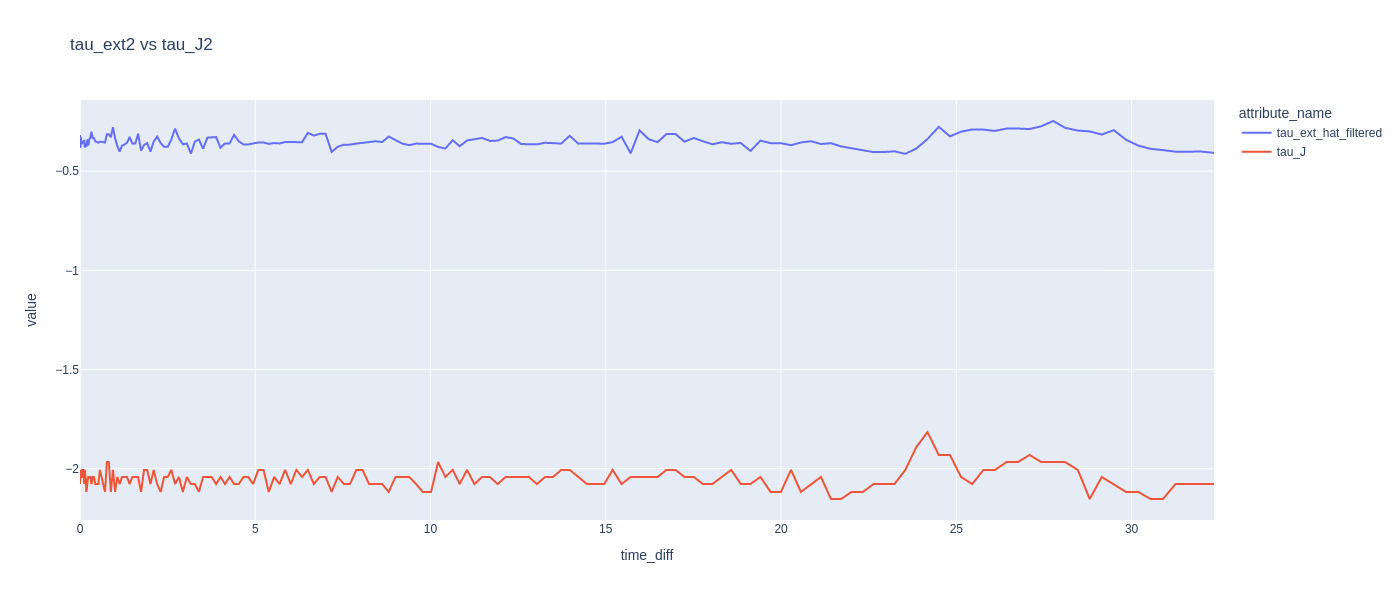 tau_ext2 vs tau_J2
attribute_name
tau_ext_hat_filtered
tau_J
value
−0.5
−1
−1.5
−2
0 5 10 15 20 25 30
time_diff